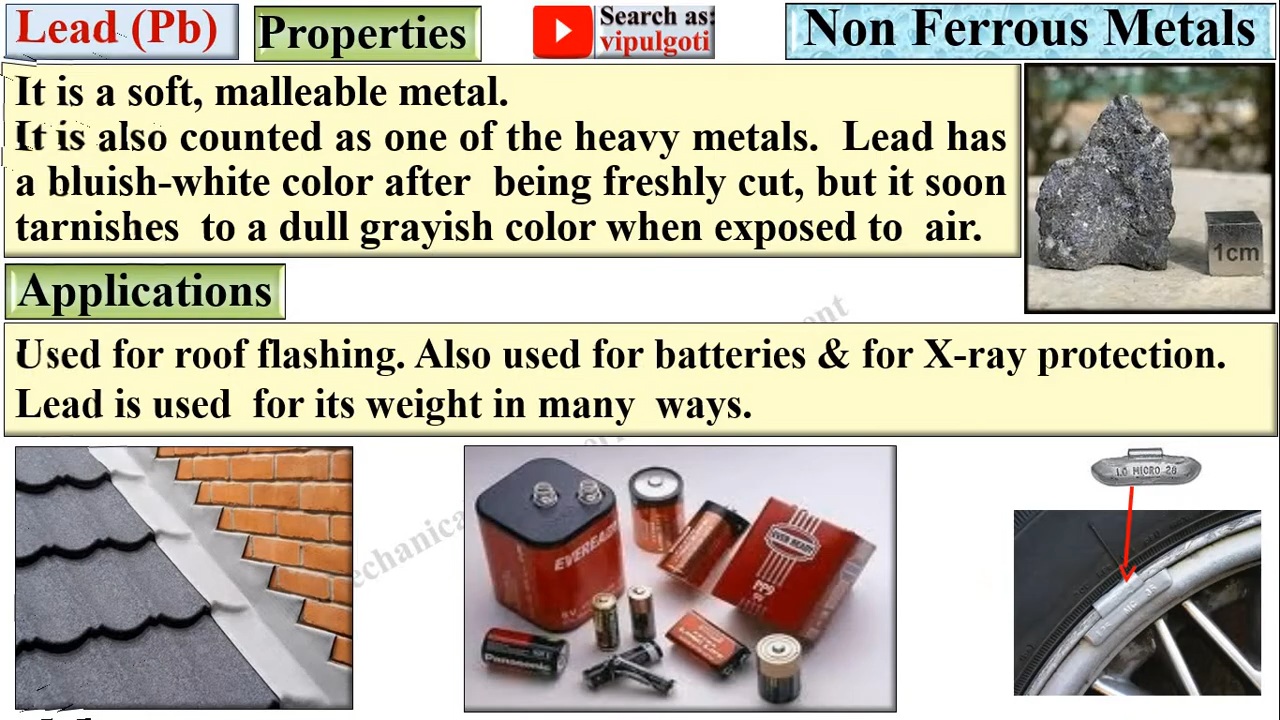 Lead (Pb)
Properties
Search as:
vipulgoti
Non Ferrous Metals
It is a soft, malleable metal.
It is also counted as one of the heavy metals. Lead has
a bluish-white color after being freshly cut, but it soon
tarnishes to a dull grayish color when exposed to air.
1cm
Applications
Used for roof flashing. Also used for batteries & for X-ray protection.
Lead is used for its weight in many ways.
EVEREADY
EVER READY
PP9
Panasonic